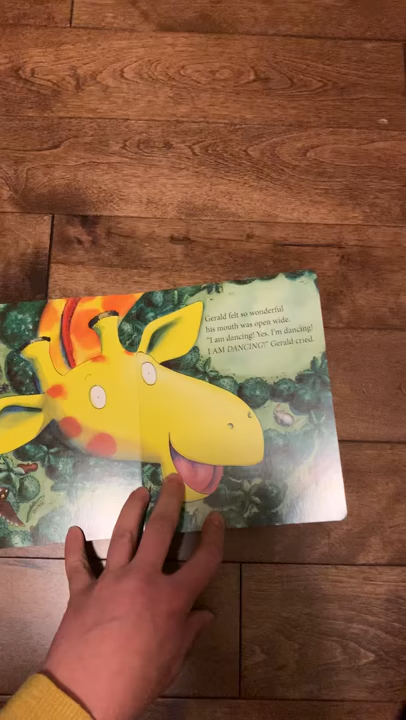 Gerald felt so wonderful
his mouth was open wide.
"I am dancing! Yes, I'm dancing!
I AM DANCING!" Gerald cried.